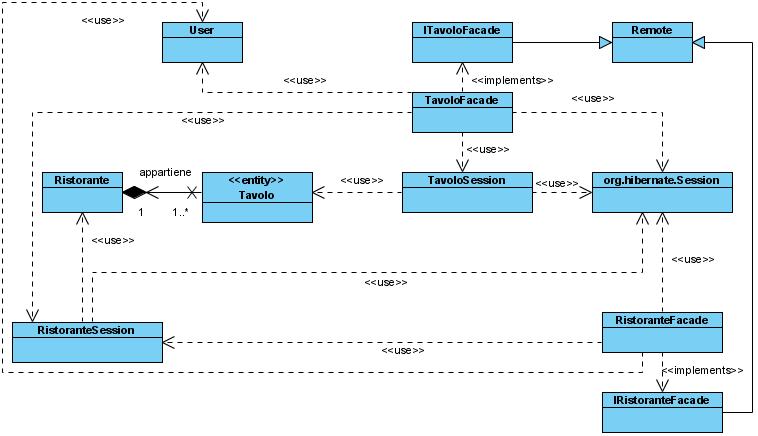 <<use>>
User
ITavoloFacade
Remote
<<use>>
<<implements>>
TavoloFacade
<<use>>
<<use>>
<<use>>
appartiene
Ristorante
<<entity>>
Tavolo
<<use>>
TavoloSession
<<use>>
org.hibernate.Session
1
1..*
<<use>>
<<use>>
<<use>>
RistoranteFacade
RistoranteSession
<<use>>
<<implements>>
IRistoranteFacade